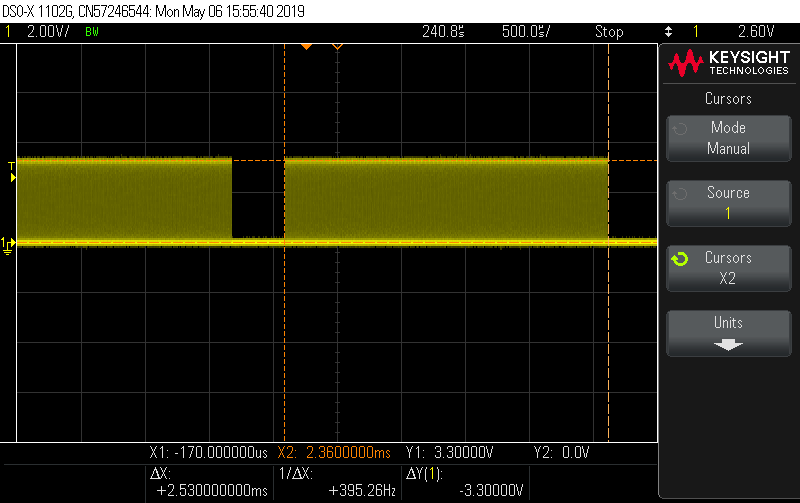 DSO-X 1102G, CN57246544: Mon May 06 15:55:40 2019
1 2.00V/ BW 240.8㎲ 500.0㎲/ Stop 1 2.60V
KEYSIGHT
TECHNOLOGIES
Cursors
Mode
Manual
Source
1
Cursors
X2
Units
T
1
X1: -170.000000us X2: 2.3600000ms Y1: 3.30000V Y2: 0.0V
ΔX: 1/ΔX: ΔY(1):
+2.530000000ms +395.26Hz -3.30000V